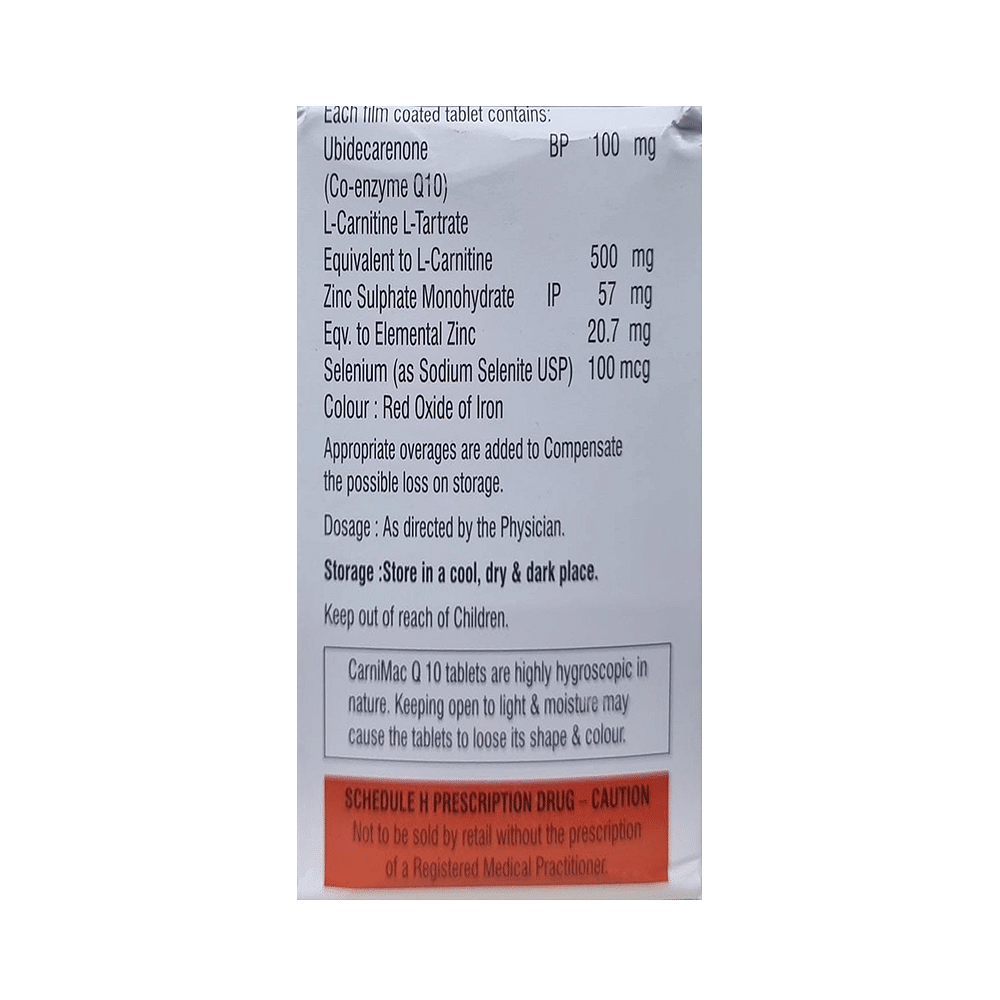 Each film coated tablet contains:
Ubidecarenone BP 100 mg
(Co-enzyme Q10)
L-Carnitine L-Tartrate
Equivalent to L-Carnitine 500 mg
Zinc Sulphate Monohydrate IP 57 mg
Eqv. to Elemental Zinc 20.7 mg
Selenium (as Sodium Selenite USP) 100 mcg
Colour : Red Oxide of Iron
Appropriate overages are added to Compensate
the possible loss on storage.
Dosage : As directed by the Physician.
Storage :Store in a cool, dry & dark place.
Keep out of reach of Children.
CarniMac Q 10 tablets are highly hygroscopic in
nature. Keeping open to light & moisture may
cause the tablets to loose its shape & colour.
SCHEDULE H PRESCRIPTION DRUG – CAUTION
Not to be sold by retail without the prescription
of a Registered Medical Practitioner.